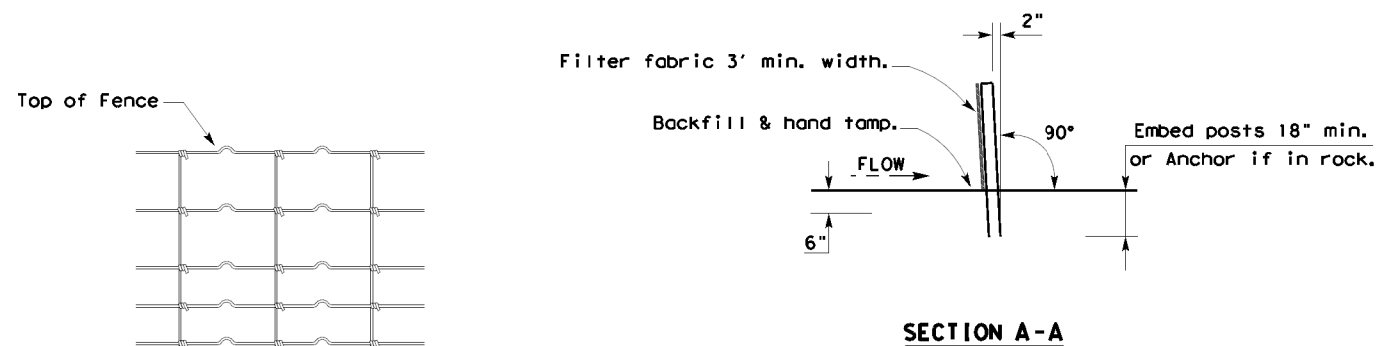 Top of Fence
2"
Filter fabric 3' min. width.
Backfill & hand tamp.
90°
Embed posts 18" min.
or Anchor if in rock.
FLOW
6"
SECTION A-A